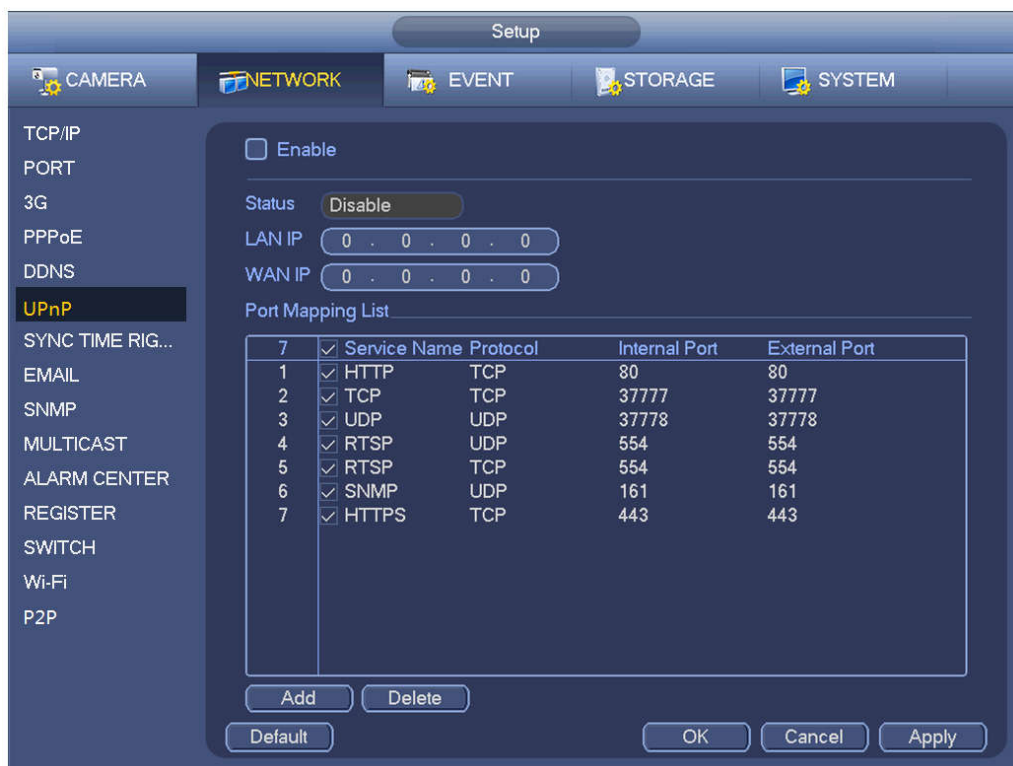 Setup
CAMERA NETWORK EVENT STORAGE SYSTEM
TCP/IP
PORT
3G
PPPoE
DDNS
UPnP
SYNC TIME RIG...
EMAIL
SNMP
MULTICAST
ALARM CENTER
REGISTER
SWITCH
Wi-Fi
P2P
Enable
Status Disable
LAN IP 0 . 0 . 0 . 0
WAN IP 0 . 0 . 0 . 0
Port Mapping List
7 Service Name Protocol Internal Port External Port
1 HTTP TCP 80 80
2 TCP TCP 37777 37777
3 UDP UDP 37778 37778
4 RTSP UDP 554 554
5 RTSP TCP 554 554
6 SNMP UDP 161 161
7 HTTPS TCP 443 443
Add Delete
Default OK Cancel Apply